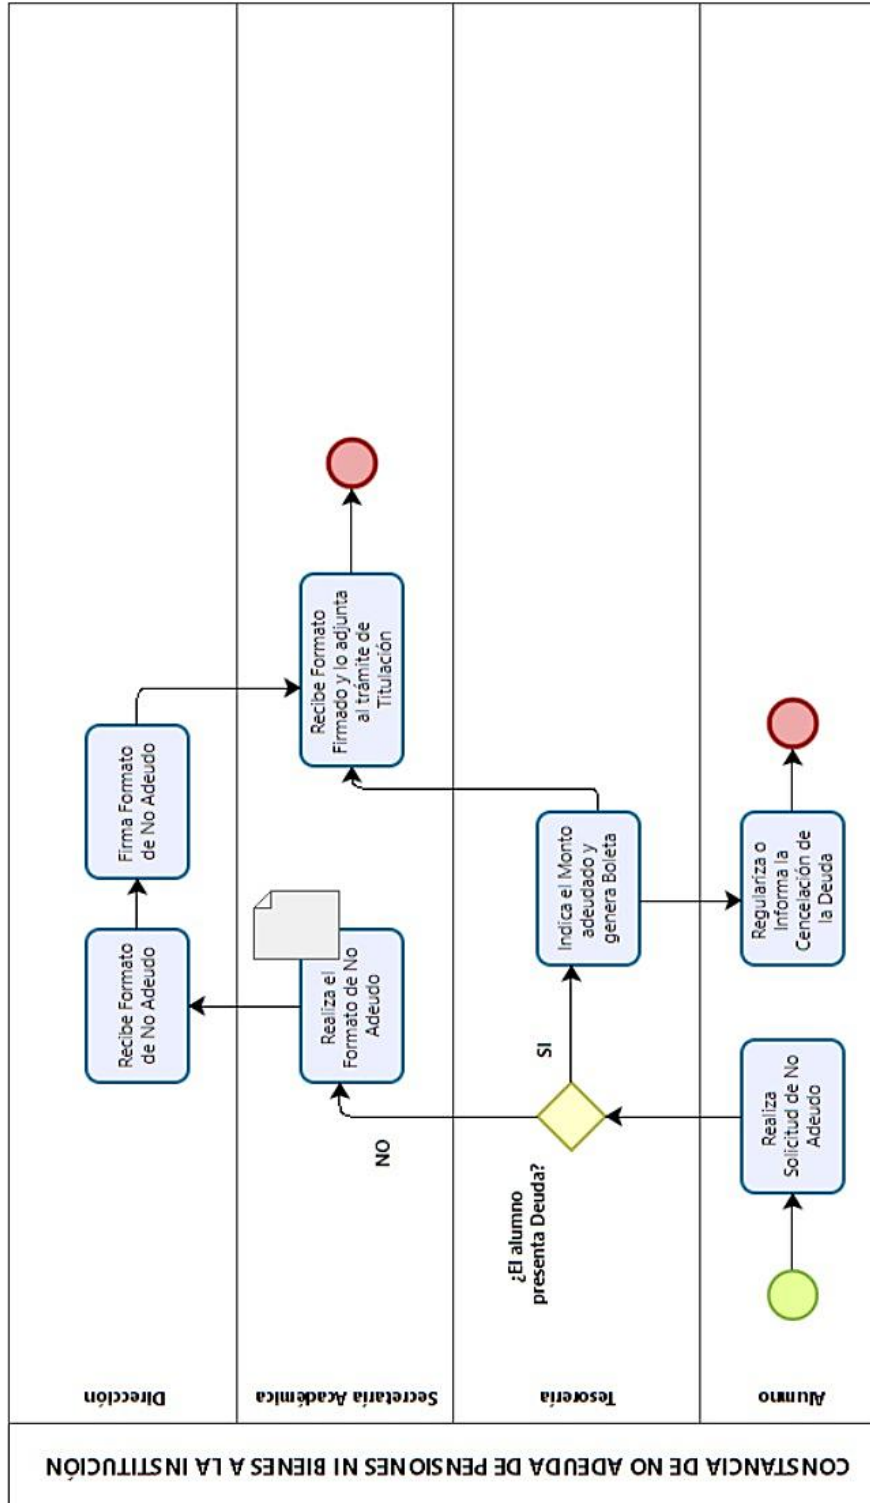 CONSTANCIA DE NO ADEUDA DE PENSIONES NI BIENES A LA INSTITUCIÓN
Dirección
Recibe Formato
de No Adeudo
Firma Formato
de No Adeudo
Secretaría Académica
NO
Realiza el
Formato de No
Adeudo
Recibe Formato
Firmado y lo adjunta
al trámite de
Titulación
Tesorería
¿El alumno
presenta Deuda?
SI
Indica el Monto
adeudado y
genera Boleta
Alumno
Realiza
Solicitud de No
Adeudo
Regulariza o
Informa la
Cencelación de
la Deuda